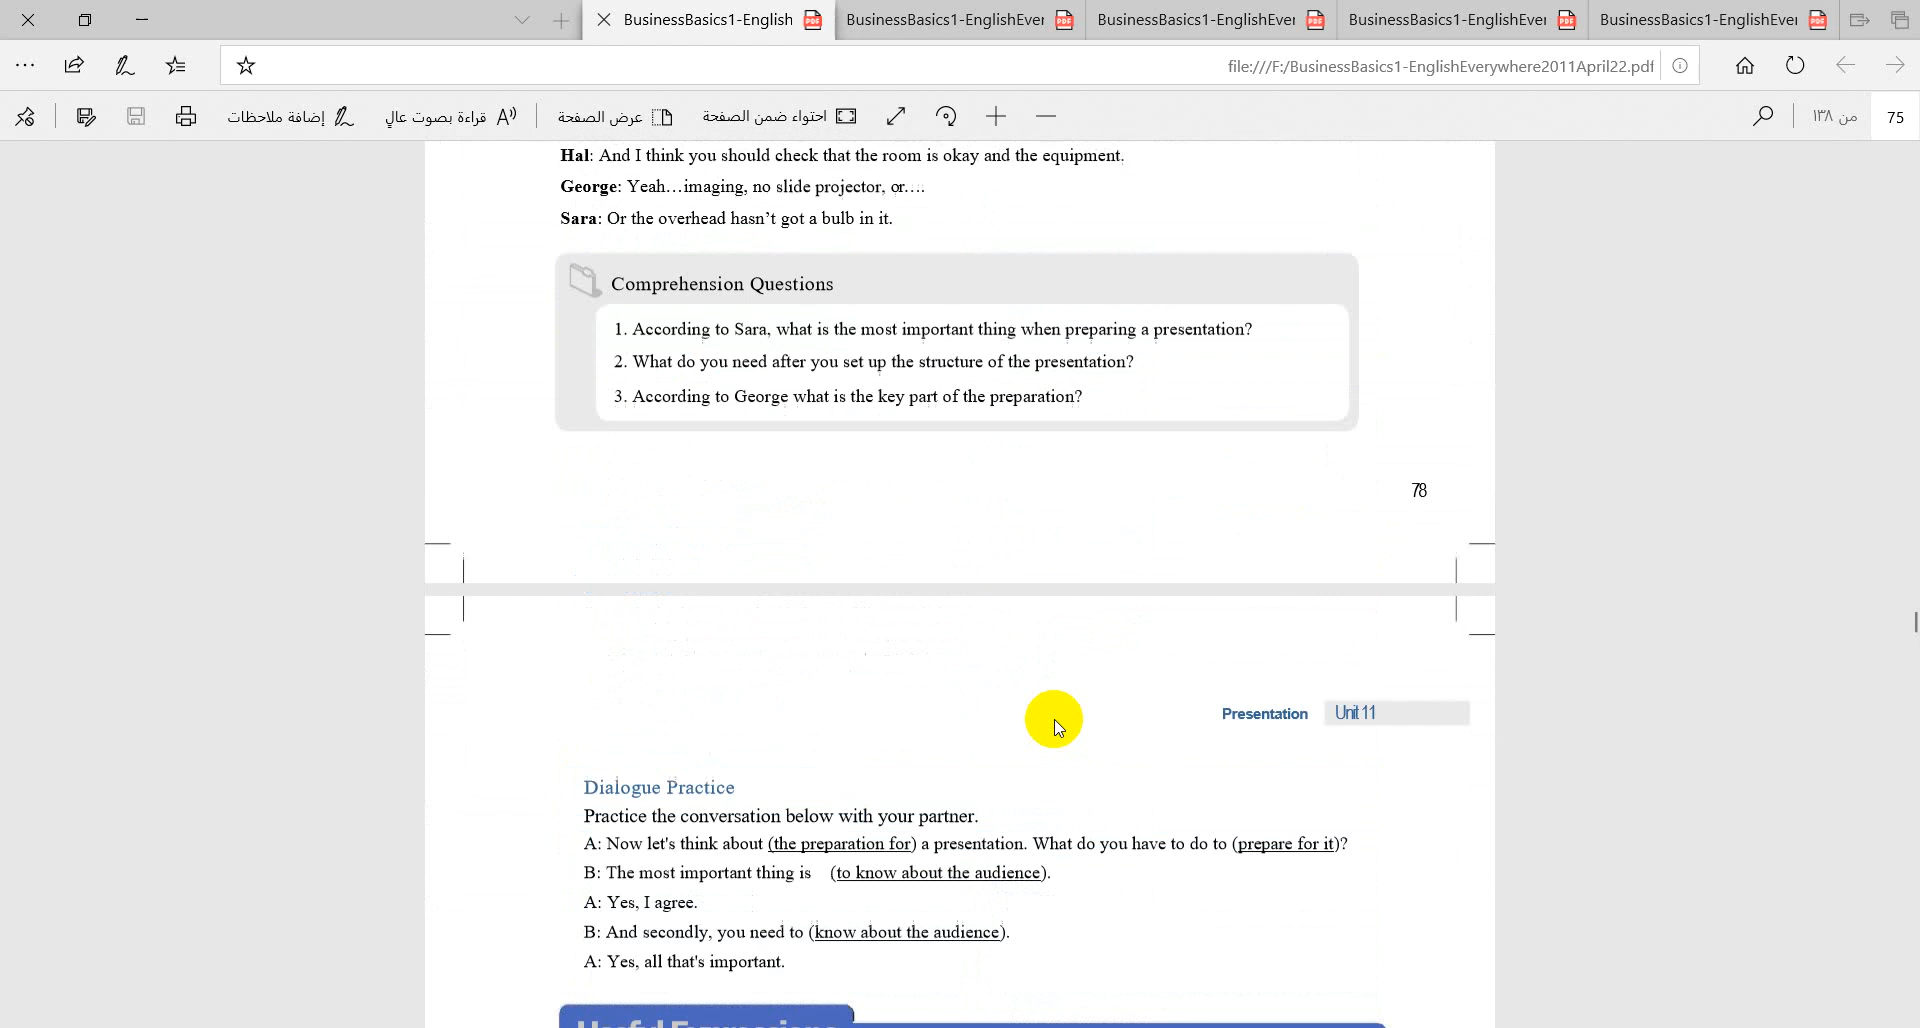 BusinessBasics1-English
BusinessBasics1-EnglishEver
BusinessBasics1-EnglishEver
BusinessBasics1-EnglishEver
BusinessBasics1-EnglishEver
file:///F:/BusinessBasics1-EnglishEverywhere2011April22.pdf
إضافة ملاحظات
قراءة بصوت عالٍ
عرض الصفحة
احتواء ضمن الصفحة
من ١٣٨
75
Hal: And I think you should check that the room is okay and the equipment.
George: Yeah…imaging, no slide projector, or….
Sara: Or the overhead hasn’t got a bulb in it.
Comprehension Questions
1. According to Sara, what is the most important thing when preparing a presentation?
2. What do you need after you set up the structure of the presentation?
3. According to George what is the key part of the preparation?
78
Presentation Unit 11
Dialogue Practice
Practice the conversation below with your partner.
A: Now let's think about (the preparation for) a presentation. What do you have to do to (prepare for it)?
B: The most important thing is (to know about the audience).
A: Yes, I agree.
B: And secondly, you need to (know about the audience).
A: Yes, all that's important.
Useful Expressions